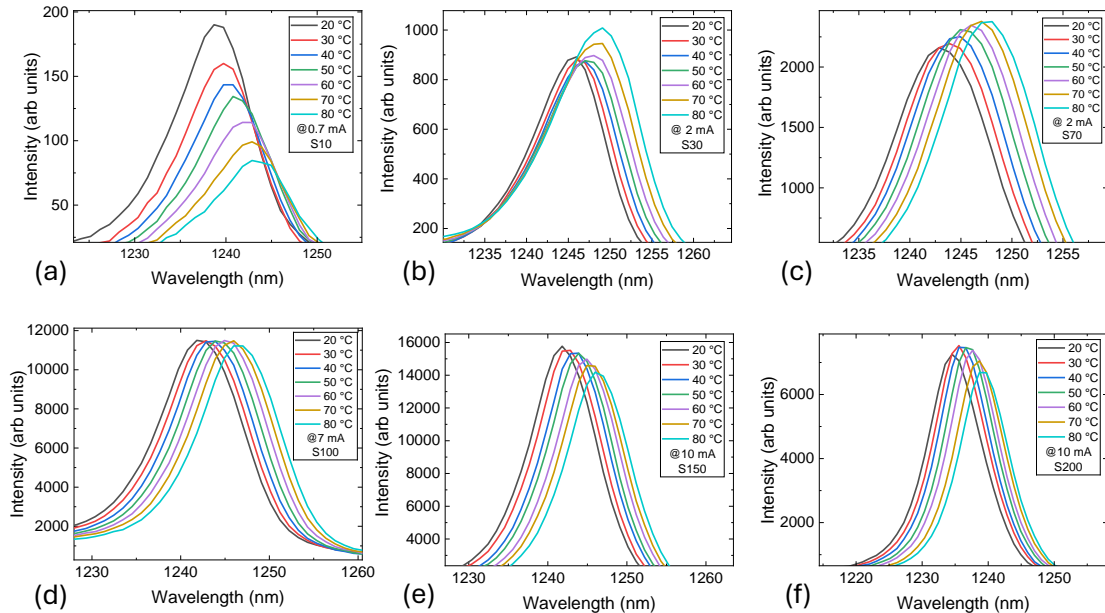 Intensity (arb units)
200
150
100
50
1230
1240
1250
20 °C
30 °C
40 °C
50 °C
60 °C
70 °C
80 °C
@0.7 mA
S10
Wavelength (nm)
(a)
Intensity (arb units)
1000
800
600
400
200
1235
1240
1245
1250
1255
1260
20 °C
30 °C
40 °C
50 °C
60 °C
70 °C
80 °C
@ 2 mA
S30
Wavelength (nm)
(b)
Intensity (arb units)
2250
1750
1250
1000
1235
1240
1245
1250
1255
20 °C
30 °C
40 °C
50 °C
60 °C
70 °C
80 °C
@ 2 mA
S70
Wavelength (nm)
(c)
Intensity (arb units)
12000
10000
8000
6000
4000
2000
1230
1240
1250
1260
20 °C
30 °C
40 °C
50 °C
60 °C
70 °C
80 °C
@7 mA
S100
Wavelength (nm)
(d)
Intensity (arb units)
16000
14000
12000
10000
8000
6000
4000
1230
1240
1250
1260
20 °C
30 °C
40 °C
50 °C
60 °C
70 °C
80 °C
@10 mA
S150
Wavelength (nm)
(e)
Intensity (arb units)
6000
4000
2000
1220
1230
1240
1250
20 °C
30 °C
40 °C
50 °C
60 °C
70 °C
80 °C
@10 mA
S200
Wavelength (nm)
(f)